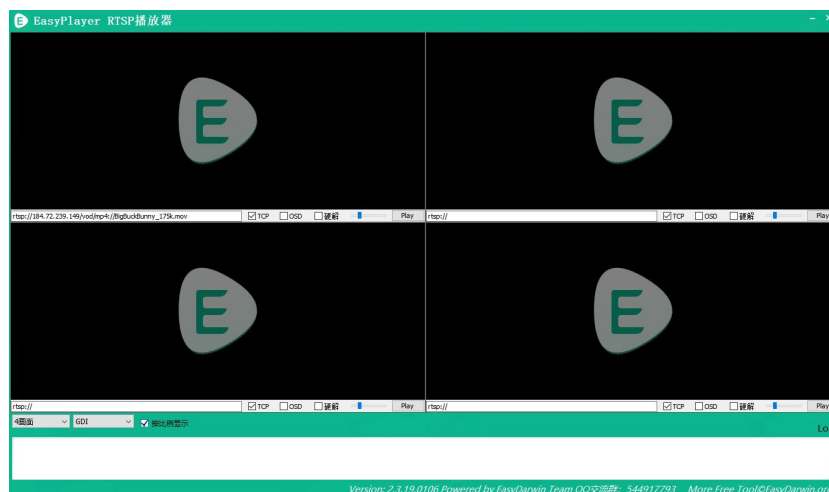 EasyPlayer RTSP播放器
E
E
rtsp://184.72.239.149/vod/mp4://BigBuckBunny_175k.mov TCP OSD 硬解 Play
rtsp:// TCP OSD 硬解 Play
E
E
rtsp:// TCP OSD 硬解 Play
rtsp:// TCP OSD 硬解 Play
4画面 GDI 按比例显示 Lo
Version: 2.3.19.0106 Powered by EasyDarwin Team QQ交流群：544917793 More Free Tool@EasyDarwin.org